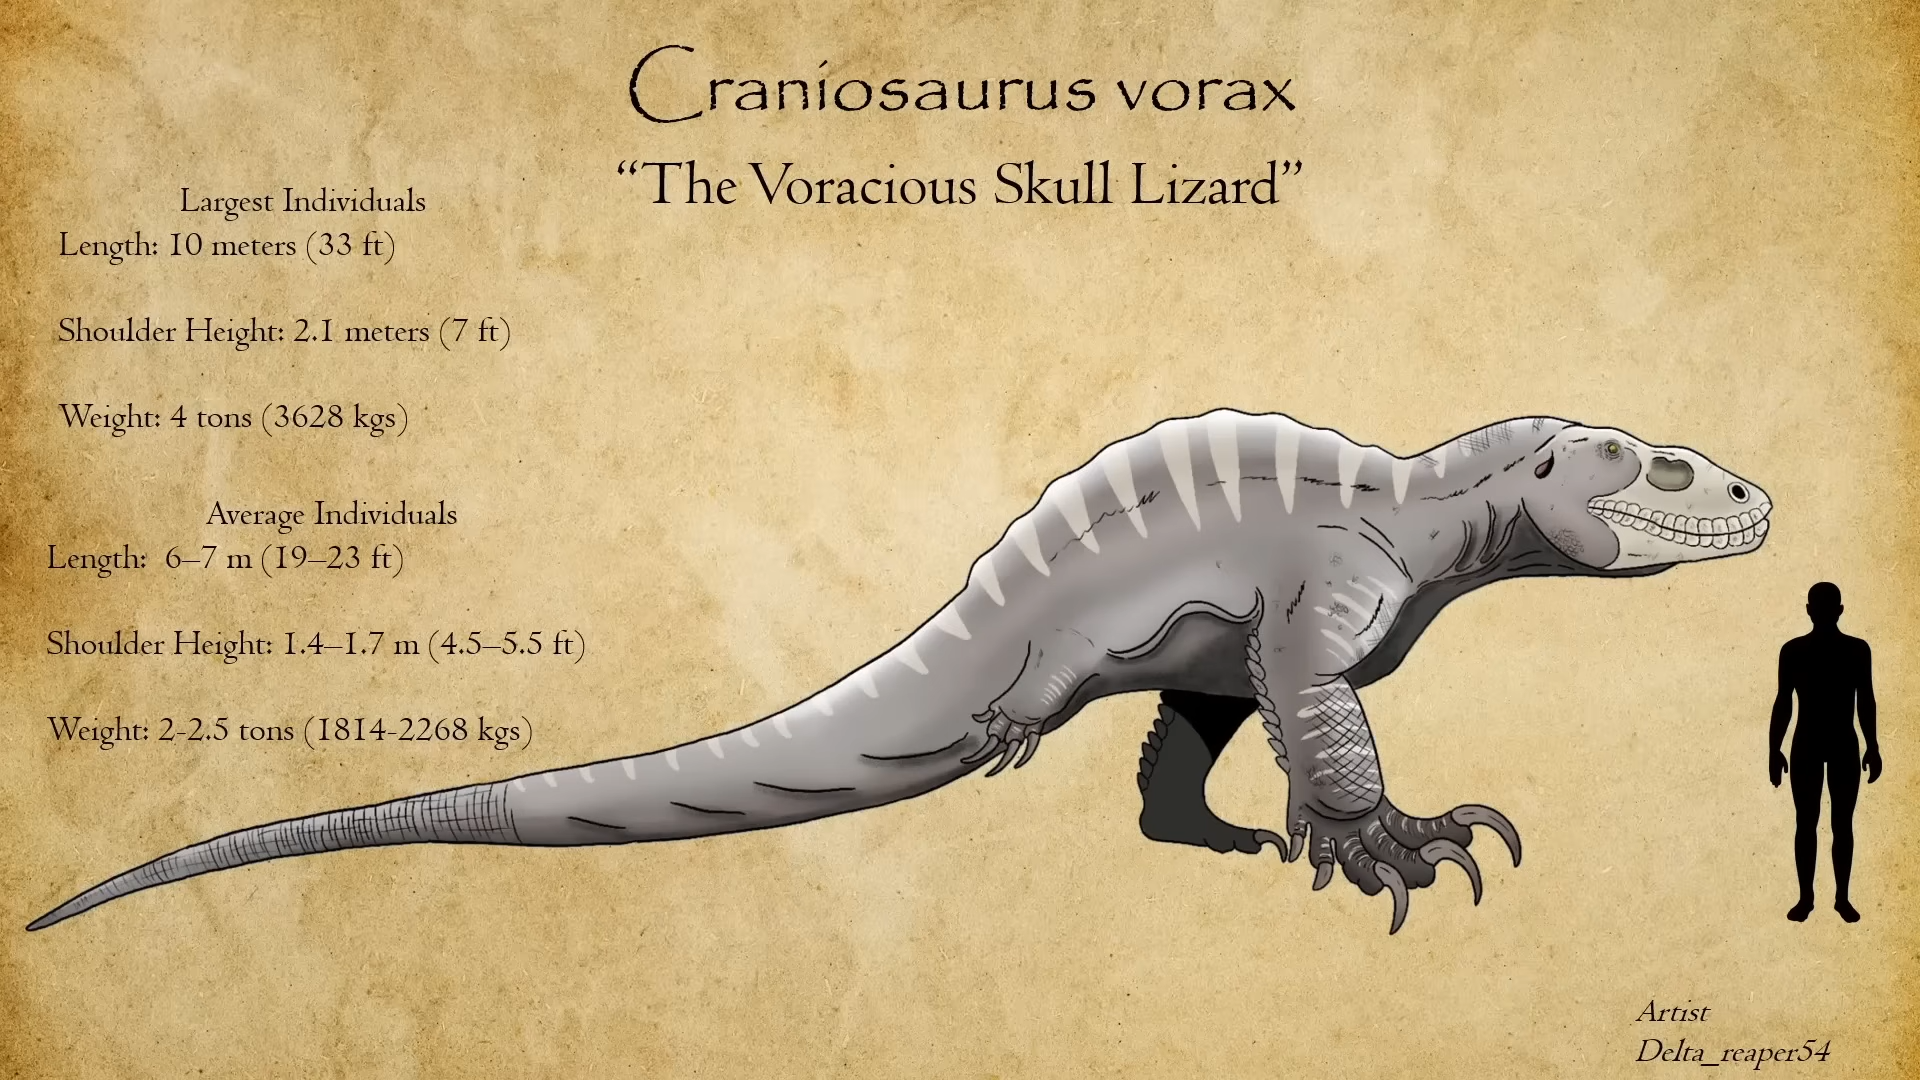 Craniosaurus vorax
“The Voracious Skull Lizard”
Largest Individuals
Length: 10 meters (33 ft)
Shoulder Height: 2.1 meters (7 ft)
Weight: 4 tons (3628 kgs)
Average Individuals
Length: 6–7 m (19–23 ft)
Shoulder Height: 1.4–1.7 m (4.5–5.5 ft)
Weight: 2-2.5 tons (1814-2268 kgs)
Artist
Delta_reaper54